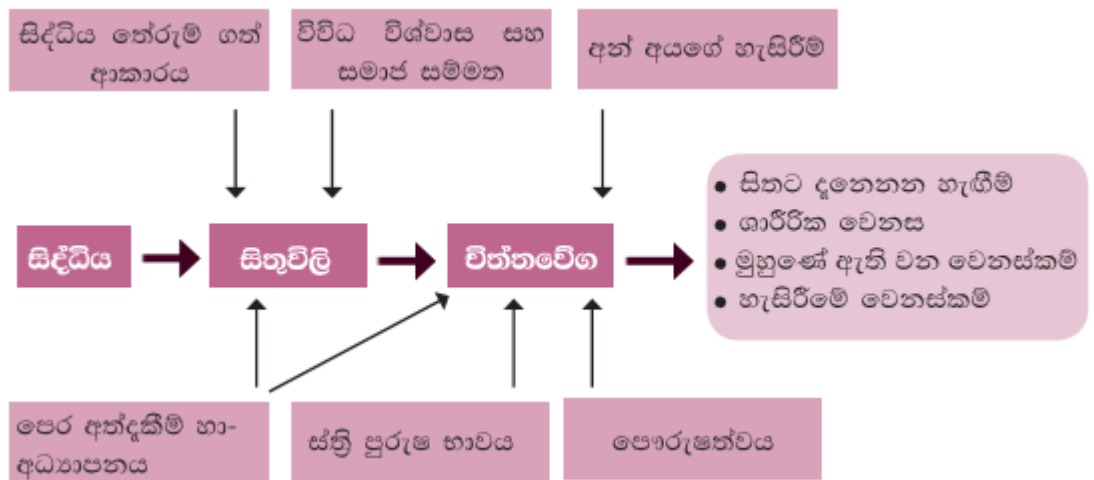 සිද්ධිය තේරුම් ගත්
ආකාරය
විවිධ විශ්වාස සහ
සමාජ සම්මත
අන් අයගේ හැසිරීම්
සිද්ධිය
සිතුවිලි
චිත්තවේග
• සිතට දැනෙනන හැඟීම්
• ශාරීරික වෙනස
• මුහුණේ ඇති වන වෙනස්කම්
• හැසිරීමේ වෙනස්කම්
පෙර අත්දැකීම් හා-
අධ්‍යාපනය
ස්ත්‍රි පුරුෂ භාවය
පෞරුෂත්වය